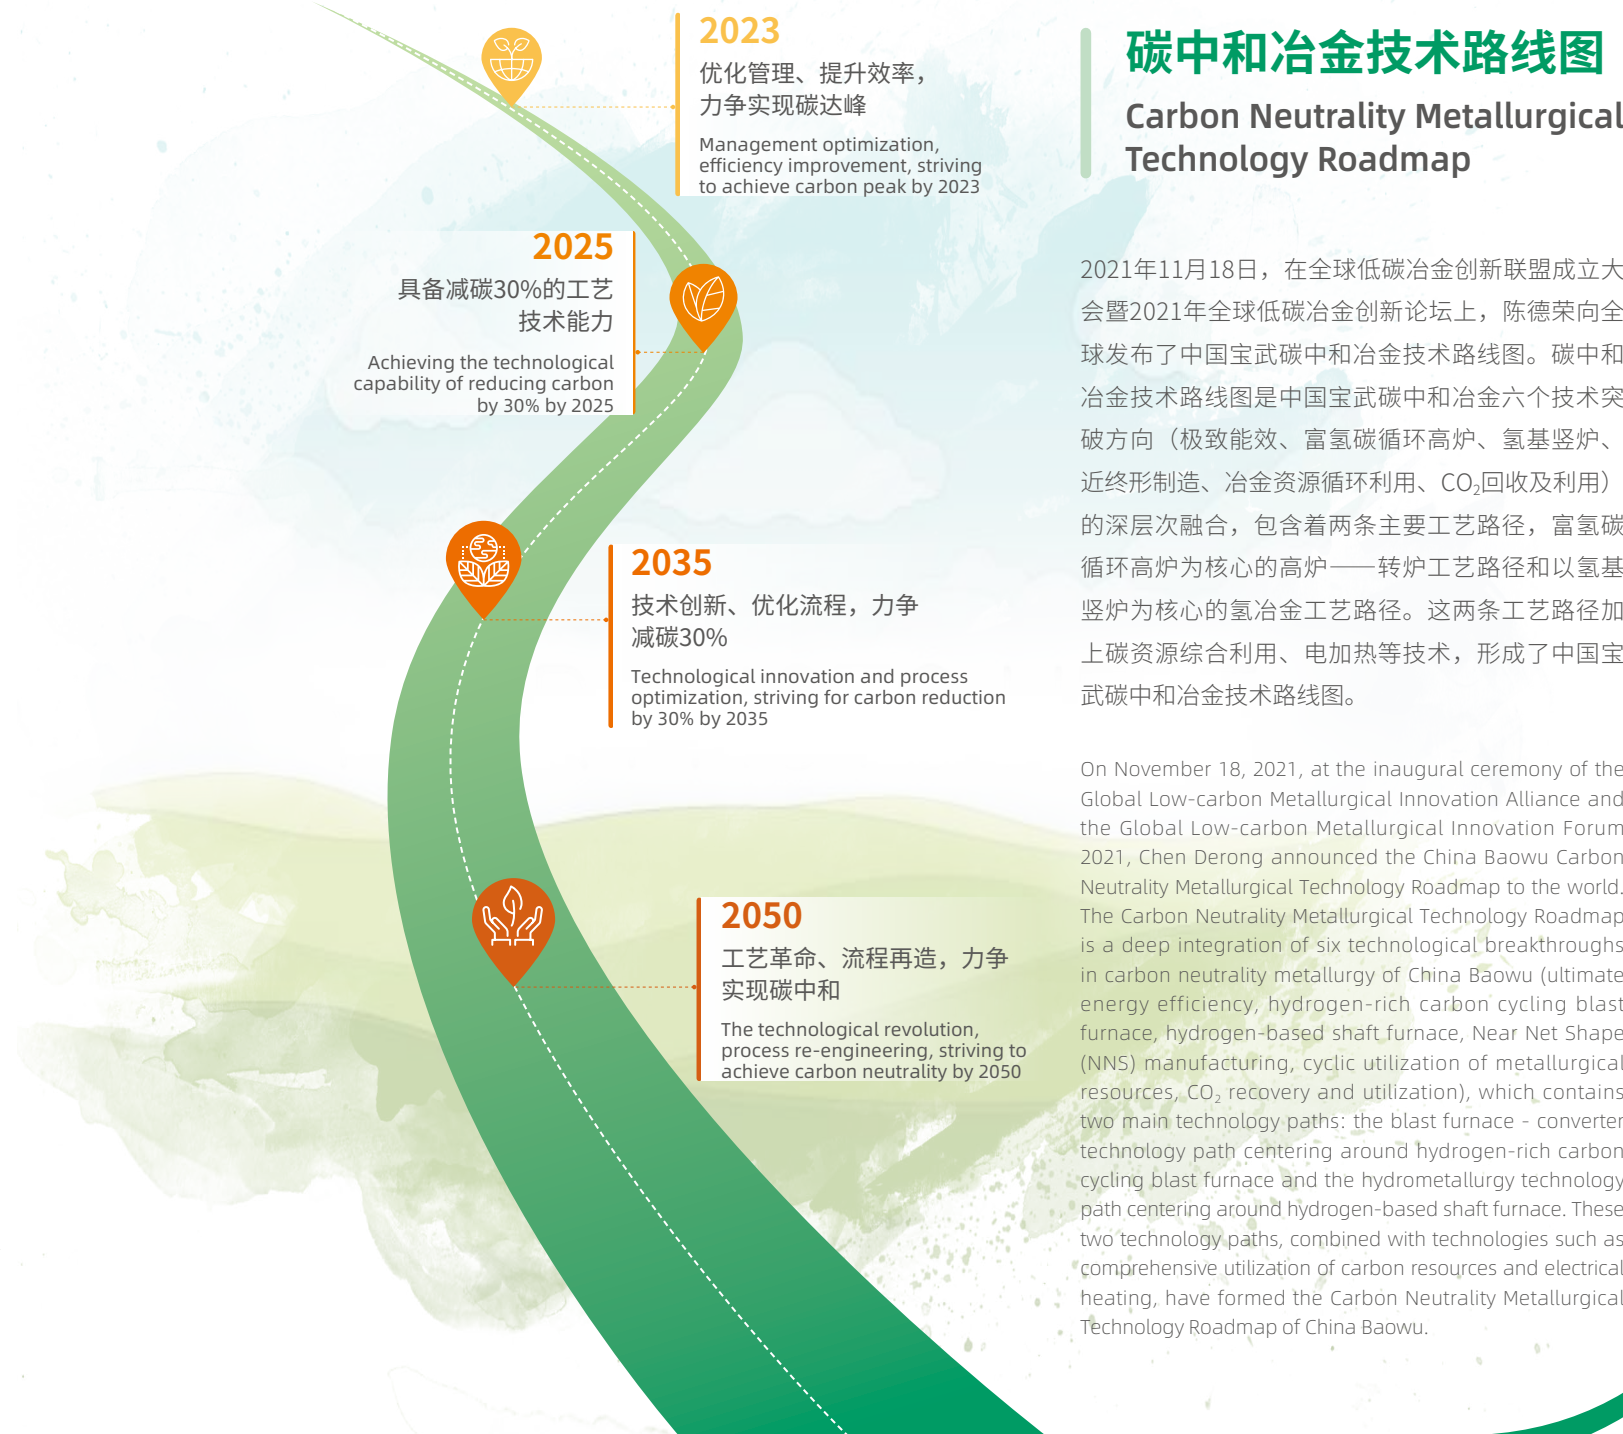 2023
优化管理、提升效率，
力争实现碳达峰
Management optimization,
efficiency improvement, striving
to achieve carbon peak by 2023
2025
具备减碳30%的工艺
技术能力
Achieving the technological
capability of reducing carbon
by 30% by 2025
2035
技术创新、优化流程，力争
减碳30%
Technological innovation and process
optimization, striving for carbon reduction
by 30% by 2035
2050
工艺革命、流程再造，力争
实现碳中和
The technological revolution,
process re-engineering, striving to
achieve carbon neutrality by 2050
碳中和冶金技术路线图
Carbon Neutrality Metallurgical
Technology Roadmap
2021年11月18日，在全球低碳冶金创新联盟成立大
会暨2021年全球低碳冶金创新论坛上，陈德荣向全
球发布了中国宝武碳中和冶金技术路线图。碳中和
冶金技术路线图是中国宝武碳中和冶金六个技术突
破方向（极致能效、富氢碳循环高炉、氢基竖炉、
近终形制造、冶金资源循环利用、CO₂回收及利用）
的深层次融合，包含着两条主要工艺路径，富氢碳
循环高炉为核心的高炉——转炉工艺路径和以氢基
竖炉为核心的氢冶金工艺路径。这两条工艺路径加
上碳资源综合利用、电加热等技术，形成了中国宝
武碳中和冶金技术路线图。
On November 18, 2021, at the inaugural ceremony of the
Global Low-carbon Metallurgical Innovation Alliance and
the Global Low-carbon Metallurgical Innovation Forum
2021, Chen Derong announced the China Baowu Carbon
Neutrality Metallurgical Technology Roadmap to the world.
The Carbon Neutrality Metallurgical Technology Roadmap
is a deep integration of six technological breakthroughs
in carbon neutrality metallurgy of China Baowu (ultimate
energy efficiency, hydrogen-rich carbon cycling blast
furnace, hydrogen-based shaft furnace, Near Net Shape
(NNS) manufacturing, cyclic utilization of metallurgical
resources, CO₂ recovery and utilization), which contains
two main technology paths: the blast furnace - converter
technology path centering around hydrogen-rich carbon
cycling blast furnace and the hydrometallurgy technology
path centering around hydrogen-based shaft furnace. These
two technology paths, combined with technologies such as
comprehensive utilization of carbon resources and electrical
heating, have formed the Carbon Neutrality Metallurgical
Technology Roadmap of China Baowu.